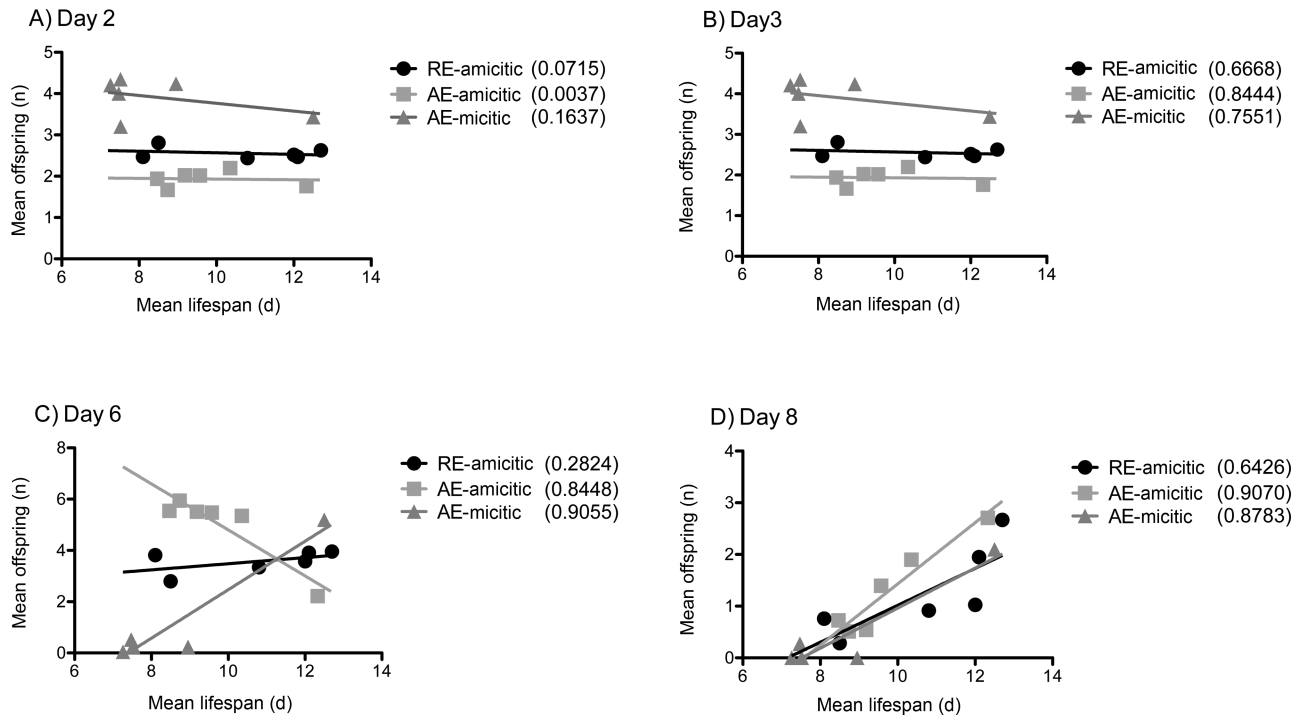 A) Day 2
5
4
3
2
1
0
6
8
10
12
14
Mean offspring (n)
Mean lifespan (d)
RE-amicitic (0.0715)
AE-amicitic (0.0037)
AE-micitic (0.1637)
B) Day3
5
4
3
2
1
0
6
8
10
12
14
Mean offspring (n)
Mean lifespan (d)
RE-amicitic (0.6668)
AE-amicitic (0.8444)
AE-micitic (0.7551)
C) Day 6
8
6
4
2
0
6
8
10
12
14
Mean offspring (n)
Mean lifespan (d)
RE-amicitic (0.2824)
AE-amicitic (0.8448)
AE-micitic (0.9055)
D) Day 8
4
3
2
1
0
6
8
10
12
14
Mean offspring (n)
Mean lifespan (d)
RE-amicitic (0.6426)
AE-amicitic (0.9070)
AE-micitic (0.8783)